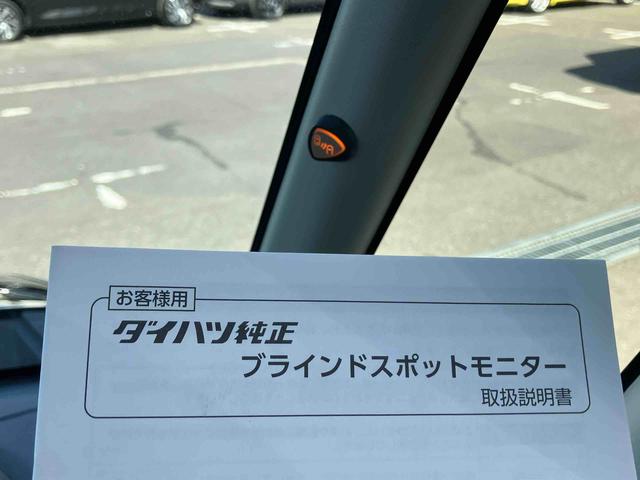 お客様用
ダイハツ純正
ブラインドスポットモニター
取扱説明書